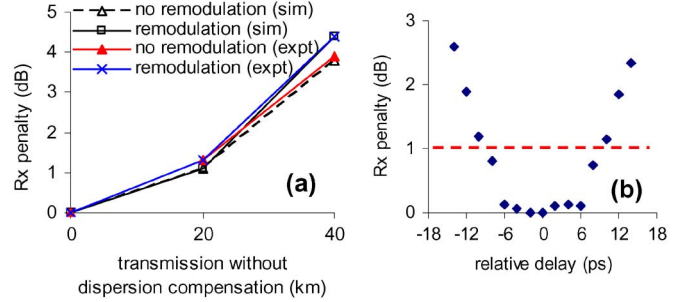 no remodulation (sim)
remodulation (sim)
no remodulation (expt)
remodulation (expt)
Rx penalty (dB)
5
4
3
2
1
0
(a)
0
20
40
transmission without
dispersion compensation (km)
Rx penalty (dB)
3
2
1
0
(b)
-18
-12
-6
0
6
12
18
relative delay (ps)